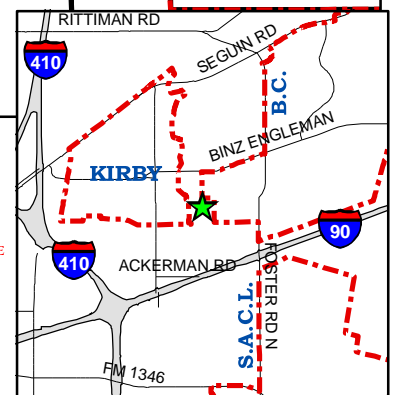 RITTIMAN RD
410
SEGUIN RD
B.C.
BINZ ENGLEMAN
KIRBY
90
410
ACKERMAN RD
FOSTER RD N
S.A.C.L.
FM 1346
E